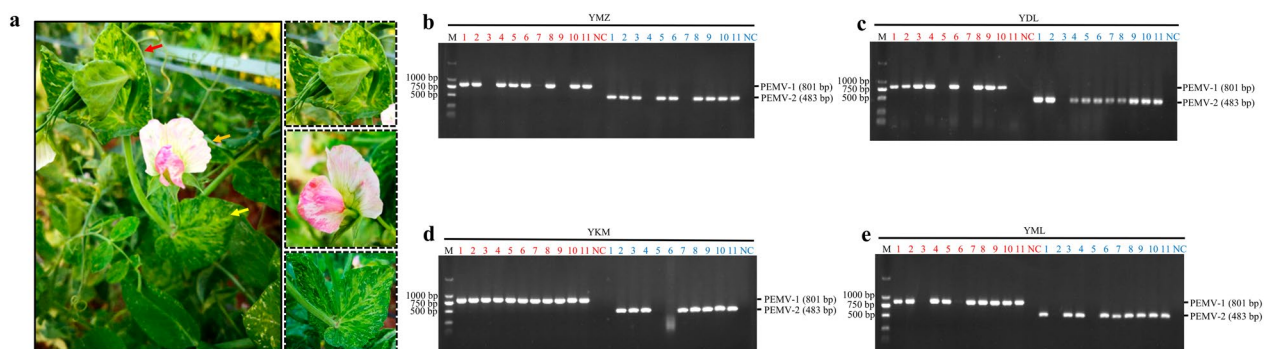 a
b
YMZ
M 1 2 3 4 5 6 7 8 10 11 NC 1 2 3 4 5 6 7 8 9 10 11 NC
1000 bp
750 bp
500 bp
PEMV-1 (801 bp)
PEMV-2 (483 bp)
c
YDL
M 1 2 3 4 5 6 7 8 9 10 11 NC 1 2 3 4 5 6 7 8 9 10 11 NC
1000 bp
750 bp
500 bp
PEMV-1 (801 bp)
PEMV-2 (483 bp)
d
YKM
M 1 2 3 4 5 6 7 8 9 10 11 NC 1 2 3 4 5 6 7 8 9 10 11 NC
1000 bp
750 bp
500 bp
PEMV-1 (801 bp)
PEMV-2 (483 bp)
e
YML
M 1 2 3 4 5 6 7 8 9 10 11 NC 1 2 3 4 5 6 7 8 9 10 11 NC
1000 bp
750 bp
500 bp
PEMV-1 (801 bp)
PEMV-2 (483 bp)